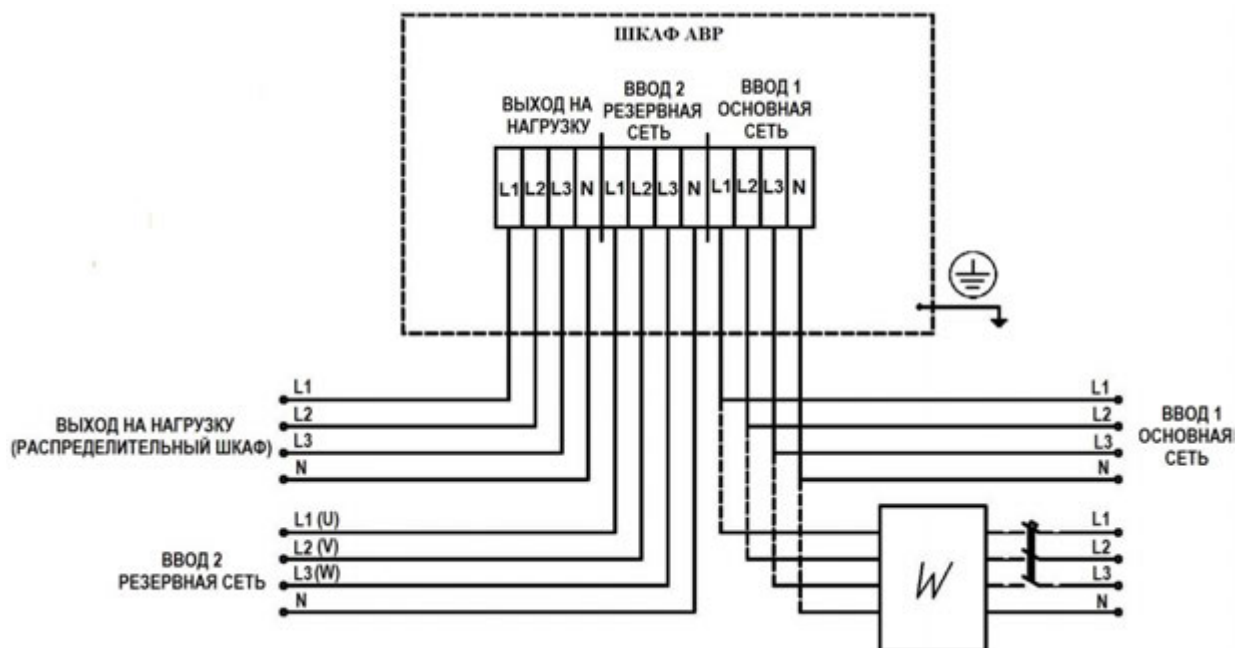 ШКАФ АВР
ВЫХОД НА
НАГРУЗКУ
ВВОД 2
РЕЗЕРВНАЯ
СЕТЬ
ВВОД 1
ОСНОВНАЯ
СЕТЬ
L1 L2 L3 N L1 L2 L3 N L1 L2 L3 N
ВЫХОД НА НАГРУЗКУ
(РАСПРЕДЕЛИТЕЛЬНЫЙ ШКАФ)
L1
L2
L3
N
ВВОД 2
РЕЗЕРВНАЯ СЕТЬ
L1 (U)
L2 (V)
L3 (W)
N
L1
L2
L3
N
ВВОД 1
ОСНОВНАЯ
СЕТЬ
W
L1
L2
L3
N